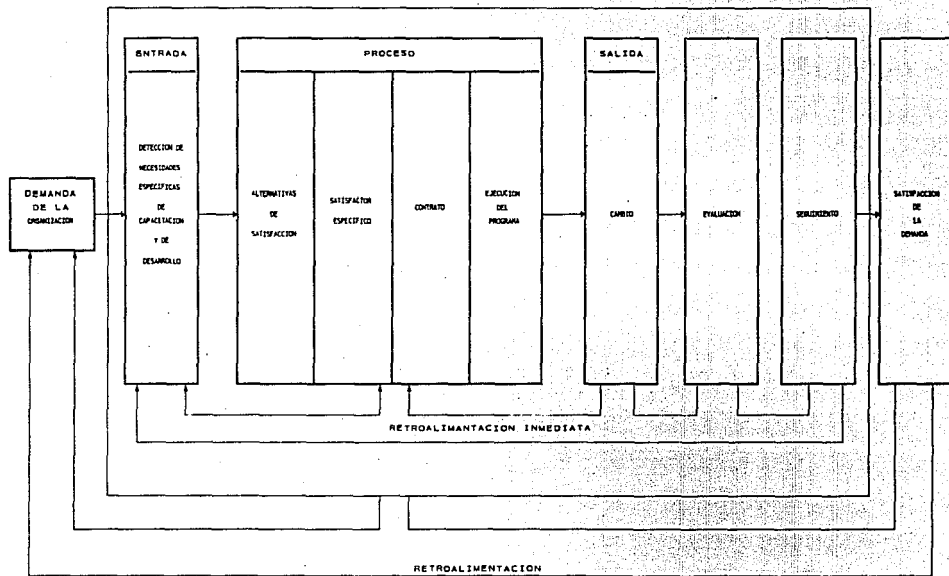 ENTRADA
PROCESO
SALIDA
DEMANDA
DE LA
ORGANIZACION
DETECCION DE
NECESIDADES
ESPECIFICAS
DE
CAPACITACION
Y DE
DESARROLLO
ALTERNATIVAS
DE
SATISFACCION
SATISFACTOR
ESPECIFICO
CONTRATO
EJECUCION
DEL
PROGRAMA
CAMBIO
EVALUACION
SEGUIMIENTO
SATISFACCION
DE
LA
DEMANDA
RETROALIMANTACION INMEDIATA
RETROALIMENTACION